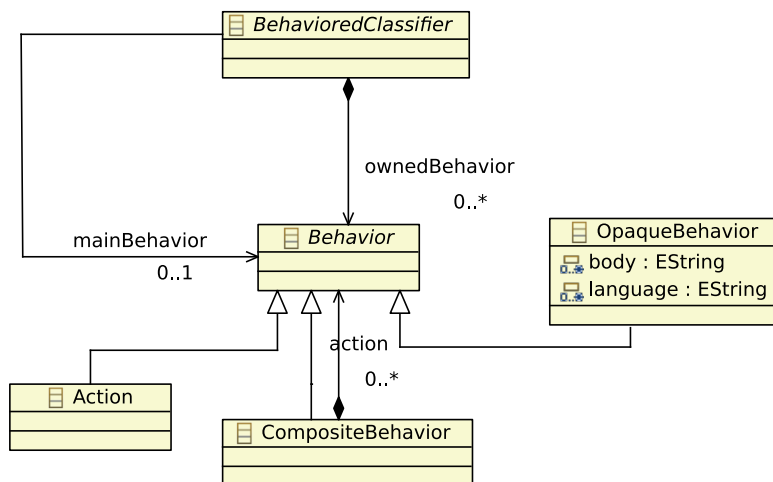 BehavioredClassifier
ownedBehavior
0..*
mainBehavior
0..1
Behavior
OpaqueBehavior
body : EString
language : EString
action
0..*
Action
CompositeBehavior